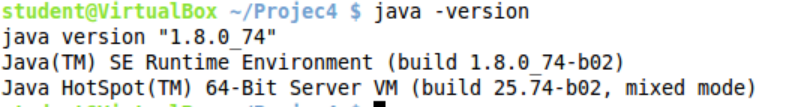 student@VirtualBox ~/Projec4 $ java -version
java version "1.8.0_74"
Java(TM) SE Runtime Environment (build 1.8.0_74-b02)
Java HotSpot(TM) 64-Bit Server VM (build 25.74-b02, mixed mode)